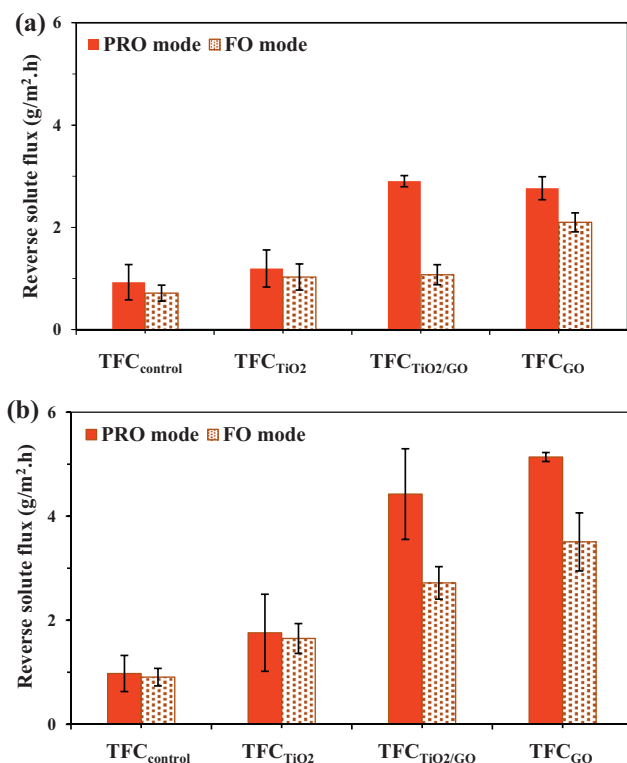 (a)
PRO mode FO mode
Reverse solute flux (g/m².h)
6
4
2
0
TFCcontrol TFCTiO2 TFCTiO2/GO TFCGO
(b)
PRO mode FO mode
Reverse solute flux (g/m².h)
6
4
2
0
TFCcontrol TFCTiO2 TFCTiO2/GO TFCGO